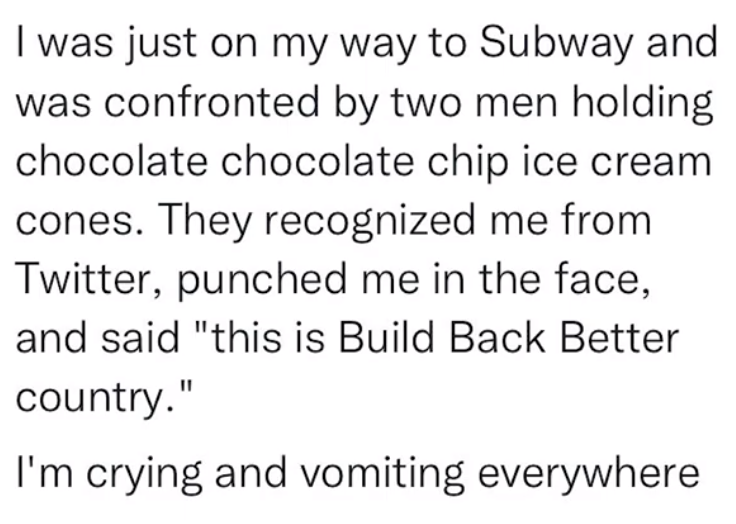 I was just on my way to Subway and
was confronted by two men holding
chocolate chocolate chip ice cream
cones. They recognized me from
Twitter, punched me in the face,
and said "this is Build Back Better
country."
I'm crying and vomiting everywhere